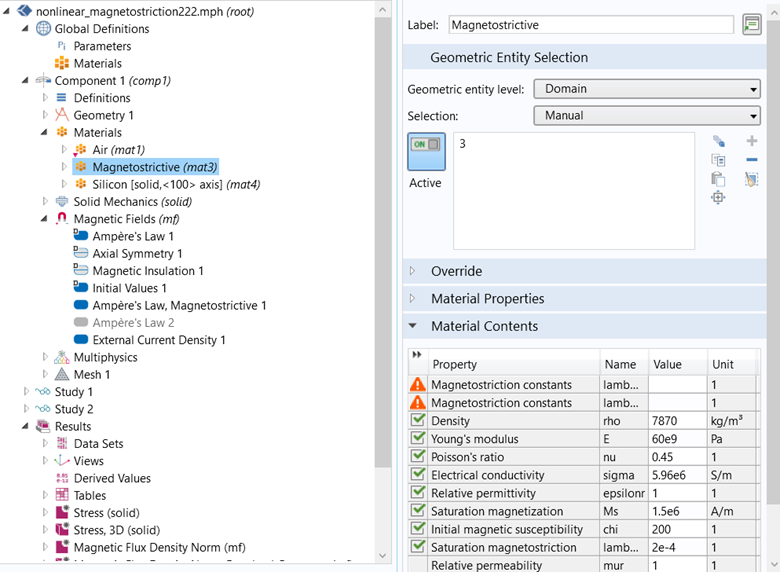 nonlinear_magnetostriction222.mph (root)
Global Definitions
Pi Parameters
Materials
Component 1 (comp1)
Definitions
Geometry 1
Materials
Air (mat1)
Magnetostrictive (mat3)
Silicon [solid,<100> axis] (mat4)
Solid Mechanics (solid)
Magnetic Fields (mf)
Ampère's Law 1
Axial Symmetry 1
Magnetic Insulation 1
Initial Values 1
Ampère's Law, Magnetostrictive 1
Ampère's Law 2
External Current Density 1
Multiphysics
Mesh 1
Study 1
Study 2
Results
Data Sets
Views
Derived Values
Tables
Stress (solid)
Stress, 3D (solid)
Magnetic Flux Density Norm (mf)
Label: Magnetostrictive
Geometric Entity Selection
Geometric entity level: Domain
Selection: Manual
ON
Active
3
Override
Material Properties
Material Contents
Property Name Value Unit
Magnetostriction constants lamb... 1
Magnetostriction constants lamb... 1
Density rho 7870 kg/m³
Young's modulus E 60e9 Pa
Poisson's ratio nu 0.45 1
Electrical conductivity sigma 5.96e6 S/m
Relative permittivity epsilonr 1 1
Saturation magnetization Ms 1.5e6 A/m
Initial magnetic susceptibility chi 200 1
Saturation magnetostriction lamb... 2e-4 1
Relative permeability mur 1 1